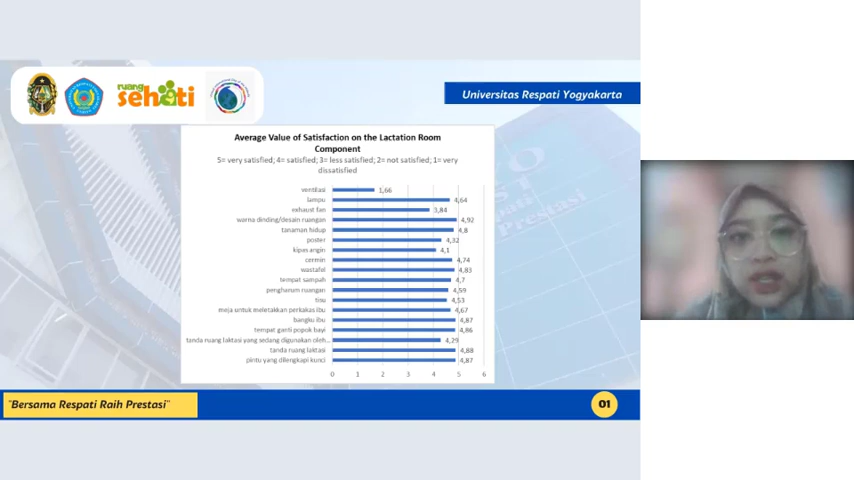 ruang
sehati
Universitas Respati Yogyakarta
Average Value of Satisfaction on the Lactation Room
Component
5= very satisfied; 4= satisfied; 3= less satisfied; 2= not satisfied; 1= very
dissatisfied
ventilasi 1,66
lampu 4,64
exhaust fan 3,84
warna dinding/desain ruangan 4,92
tanaman hidup 4,8
poster 4,32
kipas angin 4,1
cermin 4,74
wastafel 4,83
tempat sampah 4,7
pengharum ruangan 4,59
tisu 4,53
meja untuk meletakkan perkakas ibu 4,67
bangku ibu 4,87
tempat ganti popok bayi 4,86
tanda ruang laktasi yang sedang digunakan oleh... 4,29
tanda ruang laktasi 4,88
pintu yang dilengkapi kunci 4,87
0 1 2 3 4 5 6
"Bersama Respati Raih Prestasi"
01